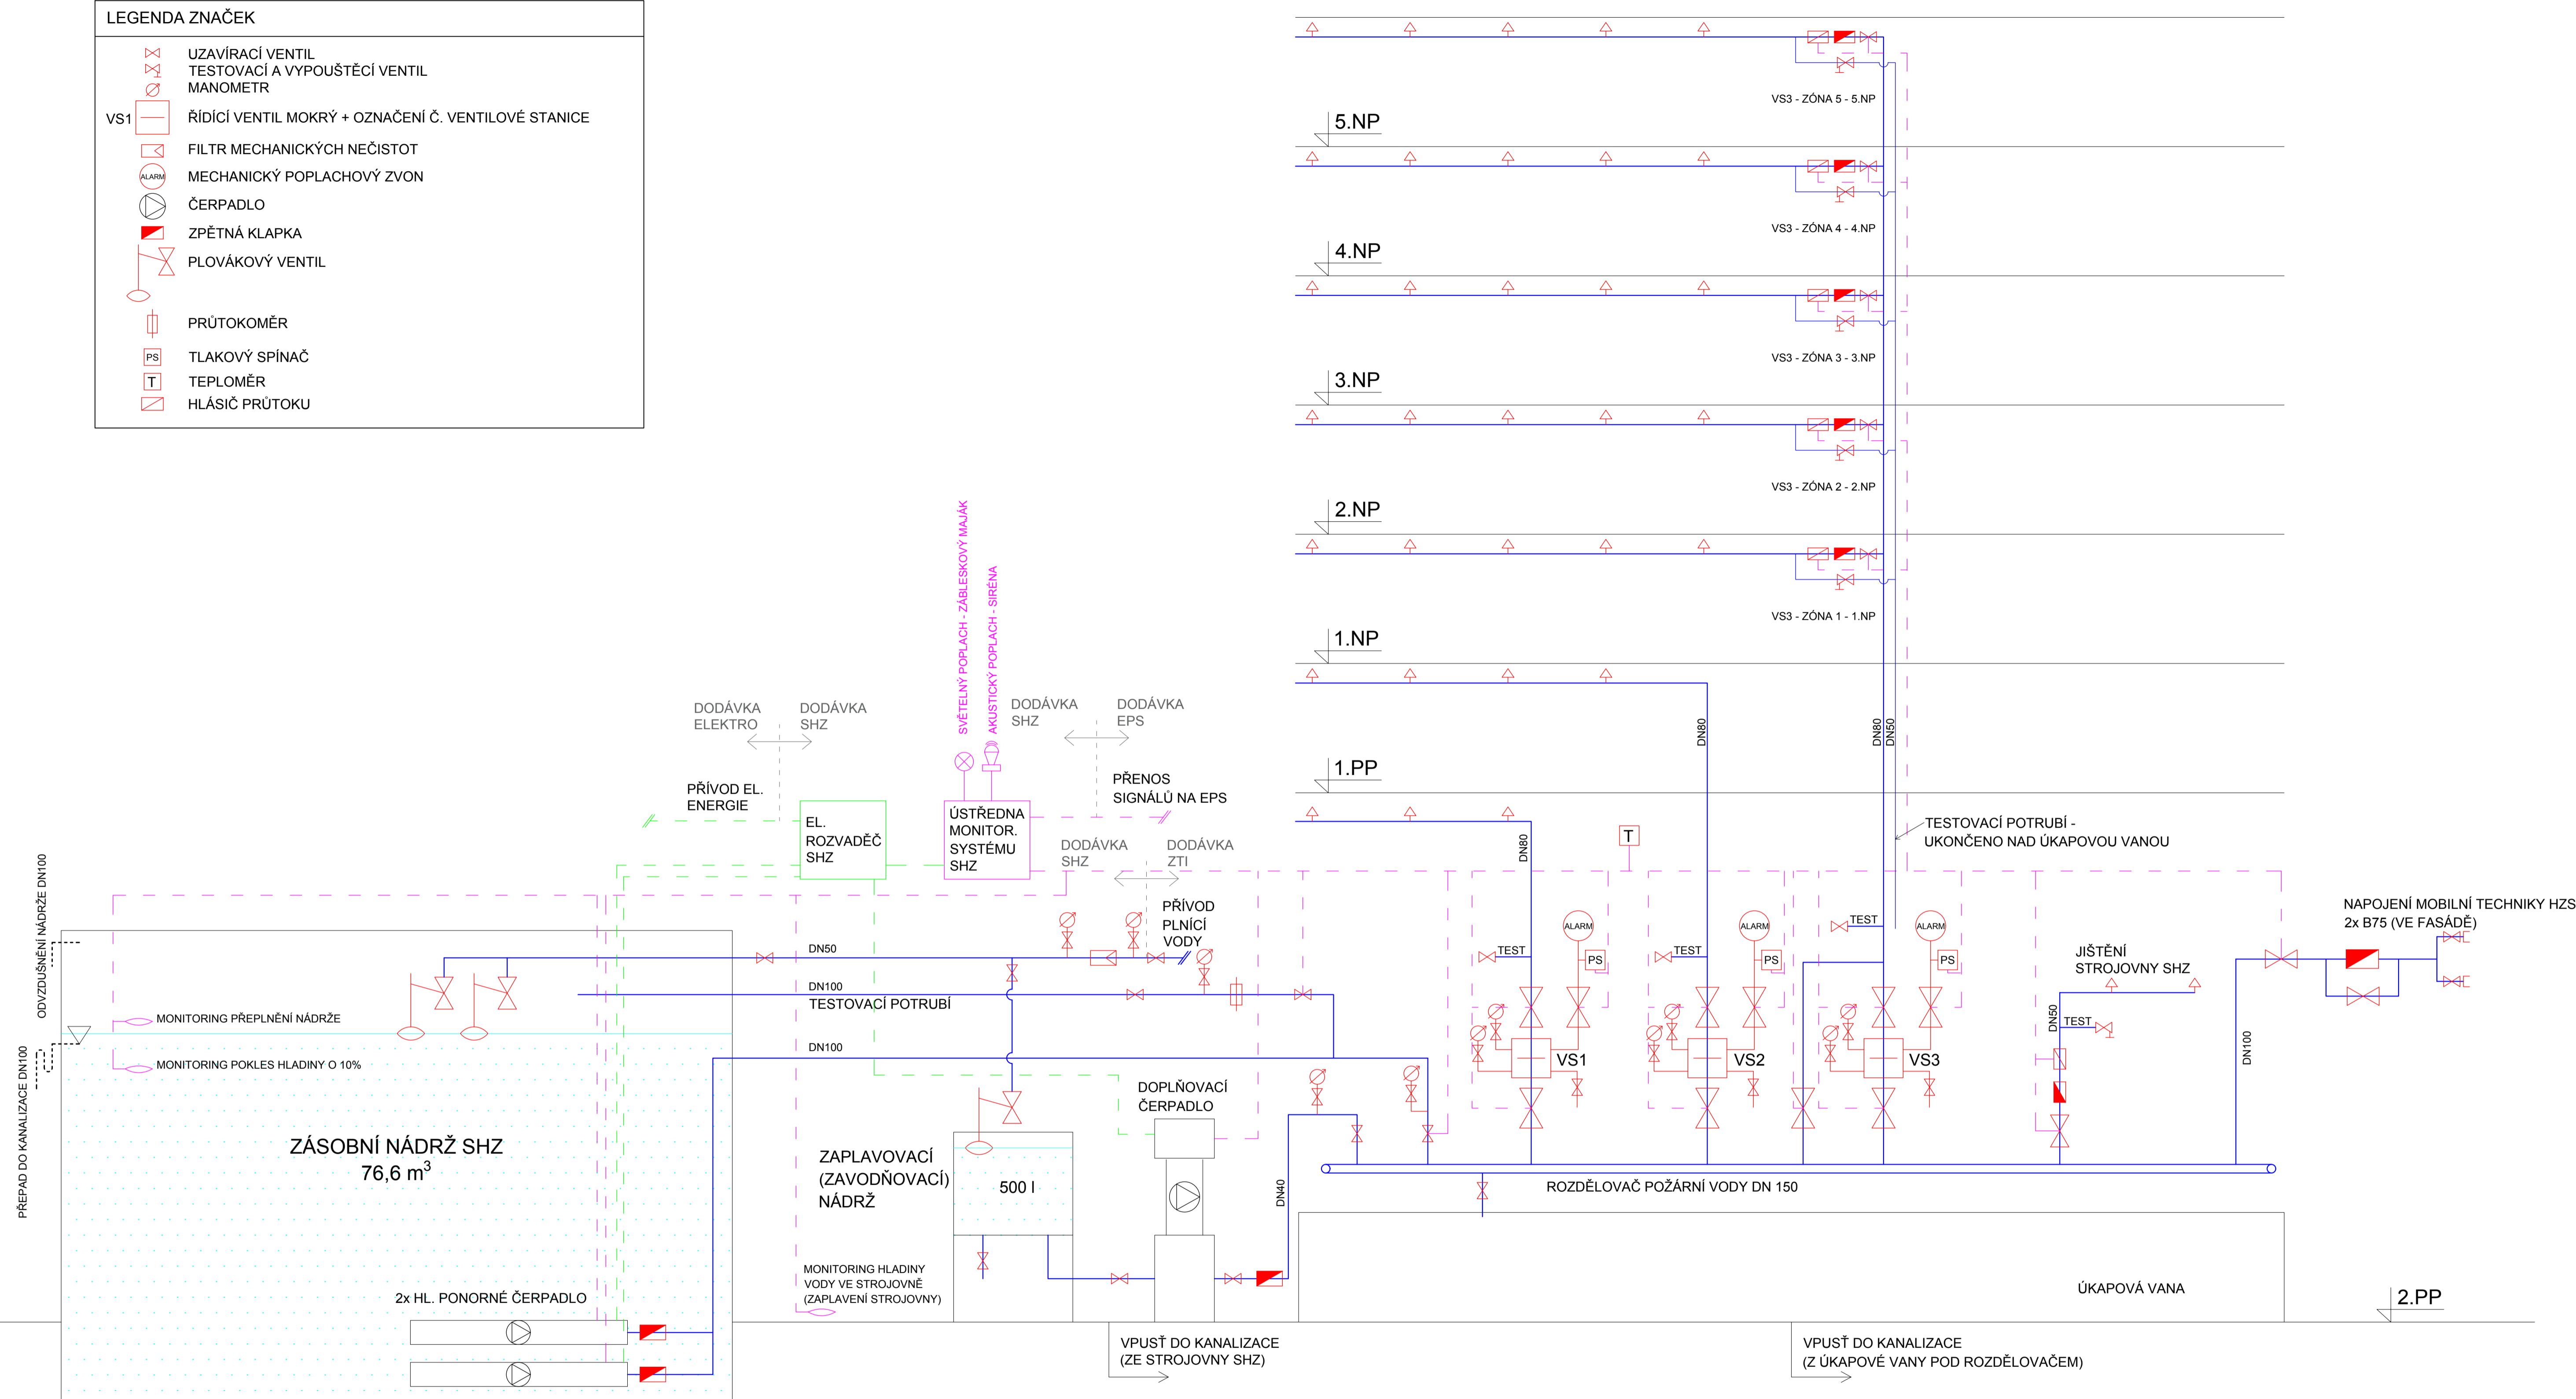 LEGENDA ZNAČEK
UZAVÍRACÍ VENTIL
TESTOVACÍ A VYPOUŠTĚCÍ VENTIL
MANOMETR
VS1
ŘÍDÍCÍ VENTIL MOKRÝ + OZNAČENÍ Č. VENTILOVÉ STANICE
FILTR MECHANICKÝCH NEČISTOT
ALARM
MECHANICKÝ POPLACHOVÝ ZVON
ČERPADLO
ZPĚTNÁ KLAPKA
PLOVÁKOVÝ VENTIL
PRŮTOKOMĚR
PS
TLAKOVÝ SPÍNAČ
T
TEPLOMĚR
HLÁSIČ PRŮTOKU
VS3 - ZÓNA 5 - 5.NP
5.NP
VS3 - ZÓNA 4 - 4.NP
4.NP
VS3 - ZÓNA 3 - 3.NP
3.NP
VS3 - ZÓNA 2 - 2.NP
2.NP
VS3 - ZÓNA 1 - 1.NP
1.NP
1.PP
DN80
DN80
DN50
DN80
SVĚTELNÝ POPLACH - ZÁBLESKOVÝ MAJÁK
AKUSTICKÝ POPLACH - SIRÉNA
DODÁVKA
ELEKTRO
DODÁVKA
SHZ
DODÁVKA
SHZ
DODÁVKA
EPS
PŘÍVOD EL.
ENERGIE
EL.
ROZVADĚČ
SHZ
ÚSTŘEDNA
MONITOR.
SYSTÉMU
SHZ
PŘENOS
SIGNÁLŮ NA EPS
DODÁVKA
SHZ
DODÁVKA
ZTI
PŘÍVOD
PLNÍCÍ
VODY
T
TESTOVACÍ POTRUBÍ -
UKONČENO NAD ÚKAPOVOU VANOU
ODVZDUŠNĚNÍ NÁDRŽE DN100
PŘEPAD DO KANALIZACE DN100
MONITORING PŘEPLNĚNÍ NÁDRŽE
MONITORING POKLES HLADINY O 10%
DN50
DN100
TESTOVACÍ POTRUBÍ
DN100
ZÁSOBNÍ NÁDRŽ SHZ
76,6 m³
2x HL. PONORNÉ ČERPADLO
ZAPLAVOVACÍ
(ZAVODŇOVACÍ)
NÁDRŽ
500 l
MONITORING HLADINY
VODY VE STROJOVNĚ
(ZAPLAVENÍ STROJOVNY)
DOPLŇOVACÍ
ČERPADLO
DN40
TEST
ALARM
PS
VS1
TEST
ALARM
PS
VS2
TEST
ALARM
PS
VS3
JIŠTĚNÍ
STROJOVNY SHZ
DN50
TEST
DN100
NAPOJENÍ MOBILNÍ TECHNIKY HZS
2x B75 (VE FASÁDĚ)
ROZDĚLOVAČ POŽÁRNÍ VODY DN 150
ÚKAPOVÁ VANA
2.PP
VPUSŤ DO KANALIZACE
(ZE STROJOVNY SHZ)
VPUSŤ DO KANALIZACE
(Z ÚKAPOVÉ VANY POD ROZDĚLOVAČEM)